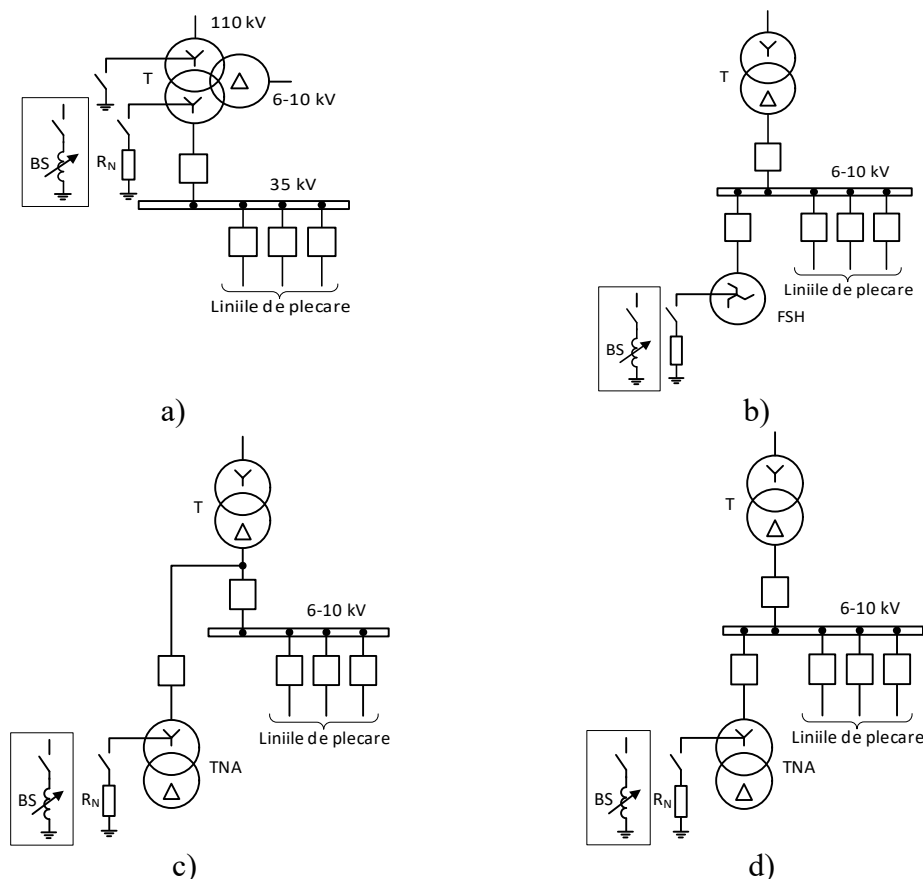 110 kV
T
6-10 kV
BS
R_N
35 kV
Liniile de plecare
a)
T
6-10 kV
Liniile de plecare
FSH
BS
b)
T
6-10 kV
Liniile de plecare
TNA
BS
R_N
c)
T
6-10 kV
Liniile de plecare
TNA
BS
R_N
d)